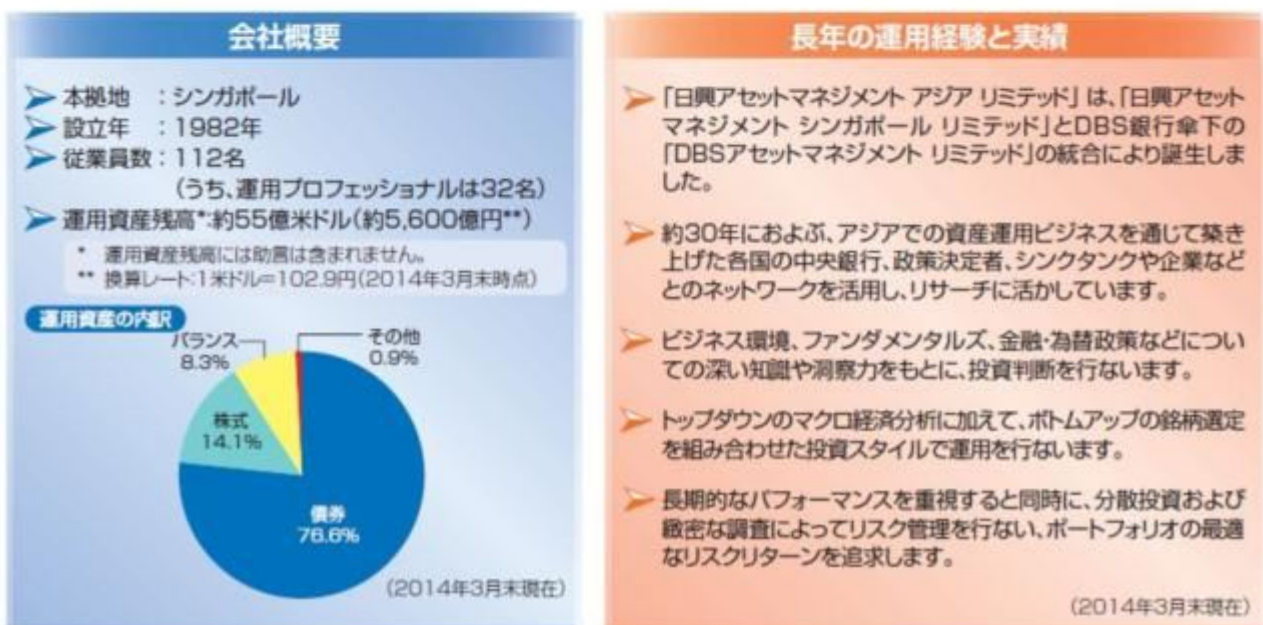 会社概要
本拠地 ：シンガポール
設立年 ：1982年
従業員数：112名
（うち、運用プロフェッショナルは32名）
運用資産残高*:約55億米ドル（約5,600億円**）
* 運用資産残高には助言は含まれません。
** 換算レート:1米ドル=102.9円（2014年3月末時点）
運用資産の内訳
バランス
8.3%
その他
0.9%
株式
14.1%
債券
76.6%
（2014年3月末現在）
長年の運用経験と実績
「日興アセットマネジメント アジア リミテッド」は、「日興アセット
マネジメント シンガポール リミテッド」とDBS銀行傘下の
「DBSアセットマネジメント リミテッド」の統合により誕生しま
した。
約30年におよぶ、アジアでの資産運用ビジネスを通じて築き
上げた各国の中央銀行、政策決定者、シンクタンクや企業など
とのネットワークを活用し、リサーチに活かしています。
ビジネス環境、ファンダメンタルズ、金融・為替政策などについ
ての深い知識や洞察力をもとに、投資判断を行ないます。
トップダウンのマクロ経済分析に加えて、ボトムアップの銘柄選定
を組み合わせた投資スタイルで運用を行ないます。
長期的なパフォーマンスを重視すると同時に、分散投資および
緻密な調査によってリスク管理を行ない、ポートフォリオの最適
なリスクリターンを追求します。
（2014年3月末現在）